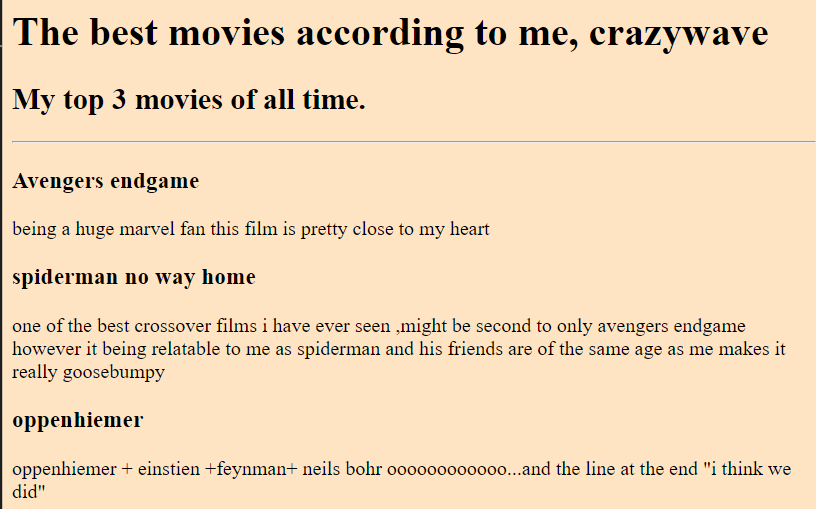 The best movies according to me, crazywave
My top 3 movies of all time.
Avengers endgame
being a huge marvel fan this film is pretty close to my heart
spiderman no way home
one of the best crossover films i have ever seen ,might be second to only avengers endgame
however it being relatable to me as spiderman and his friends are of the same age as me makes it
really goosebumpy
oppenhiemer
oppenhiemer + einstien +feynman+ neils bohr oooooooooooo...and the line at the end "i think we
did"